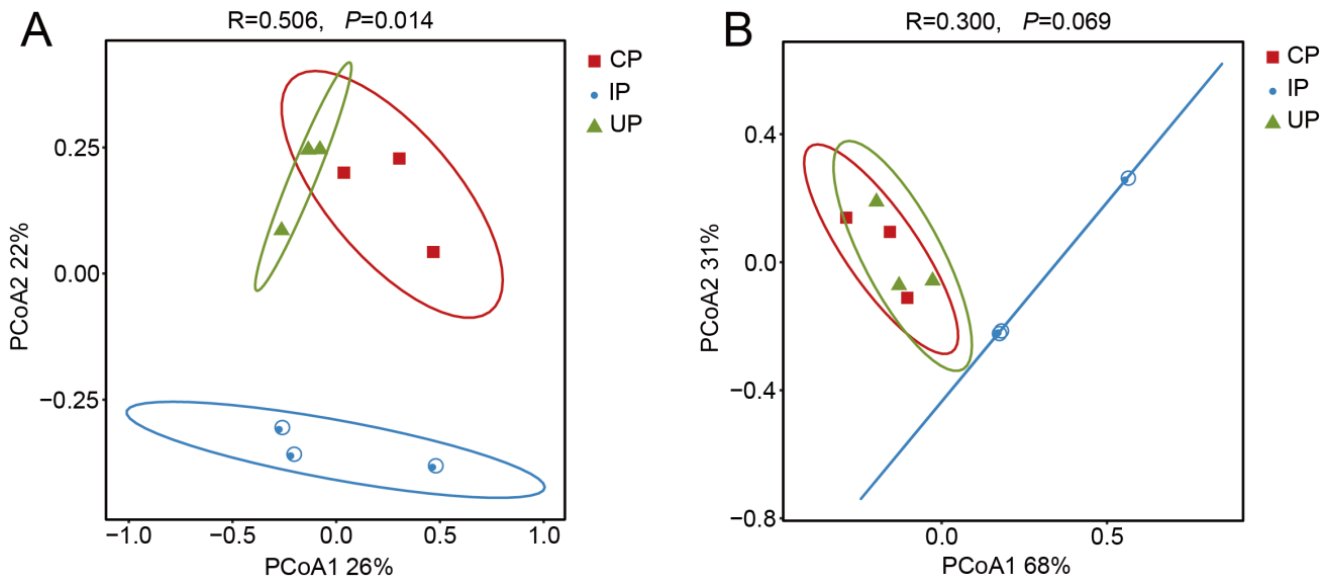 A
R=0.506, P=0.014
CP
IP
UP
0.25
0.00
−0.25
PCoA2 22%
−1.0 −0.5 0.0 0.5 1.0
PCoA1 26%
B
R=0.300, P=0.069
CP
IP
UP
0.4
0.0
−0.4
−0.8
PCoA2 31%
0.0 0.5
PCoA1 68%